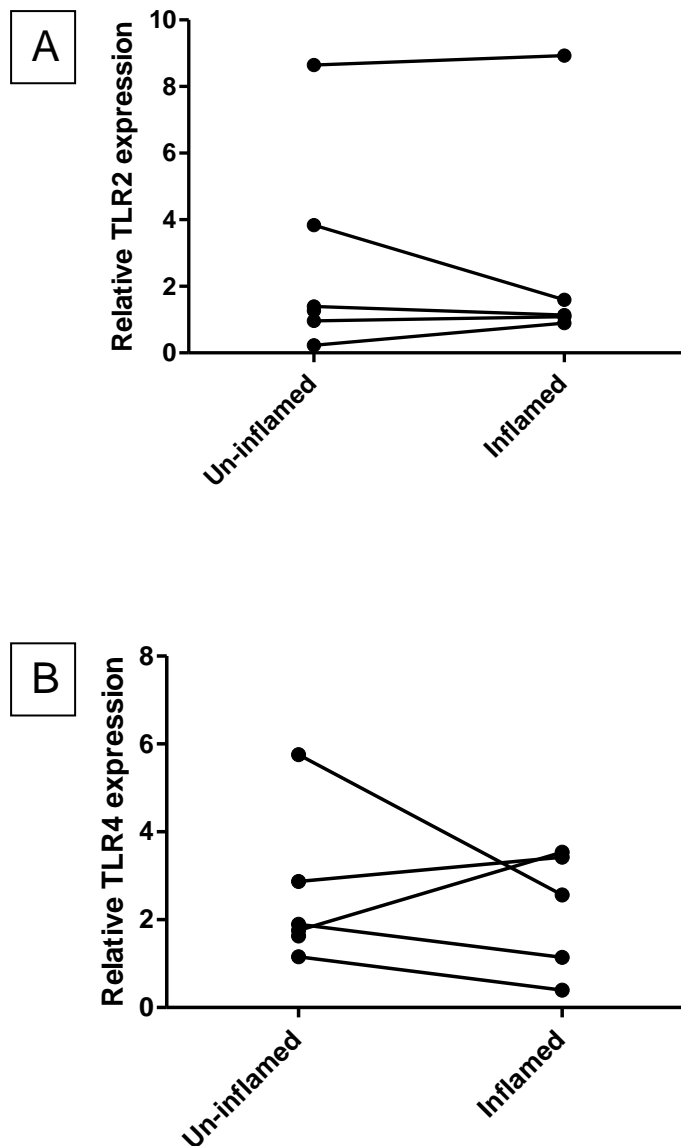 A
Relative TLR2 expression
10
8
6
4
2
0
Un-inflamed
Inflamed
B
Relative TLR4 expression
8
6
4
2
0
Un-inflamed
Inflamed